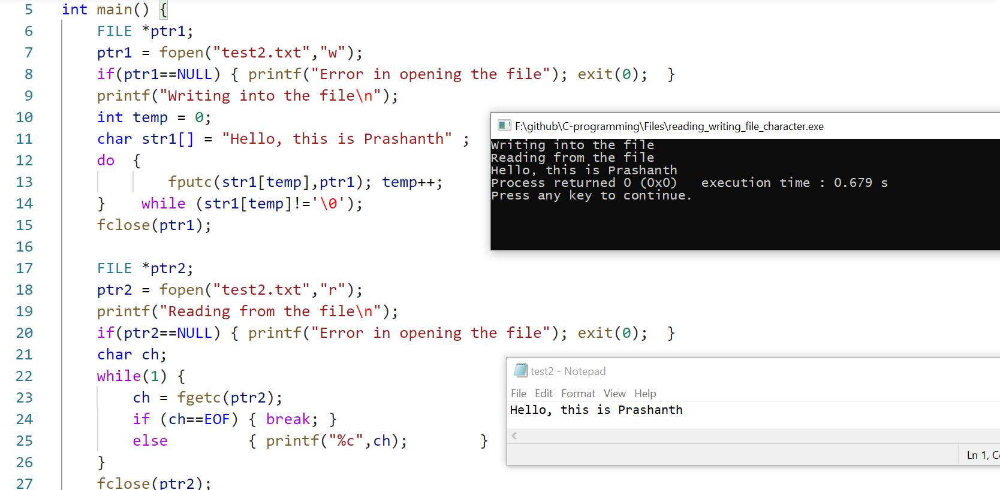 5 int main() {
6 FILE *ptr1;
7 ptr1 = fopen("test2.txt","w");
8 if(ptr1==NULL) { printf("Error in opening the file"); exit(0); }
9 printf("Writing into the file\n");
10 int temp = 0;
11 char str1[] = "Hello, this is Prashanth" ;
12 do {
13 fputc(str1[temp],ptr1); temp++;
14 } while (str1[temp]!='\0');
15 fclose(ptr1);
16
17 FILE *ptr2;
18 ptr2 = fopen("test2.txt","r");
19 printf("Reading from the file\n");
20 if(ptr2==NULL) { printf("Error in opening the file"); exit(0); }
21 char ch;
22 while(1) {
23 ch = fgetc(ptr2);
24 if (ch==EOF) { break; }
25 else { printf("%c",ch); }
26 }
27 fclose(ptr2);
F:\github\C-programming\Files\reading_writing_file_character.exe
Writing into the file
Reading from the file
Hello, this is Prashanth
Process returned 0 (0x0) execution time : 0.679 s
Press any key to continue.
test2 - Notepad
File Edit Format View Help
Hello, this is Prashanth
Ln 1,